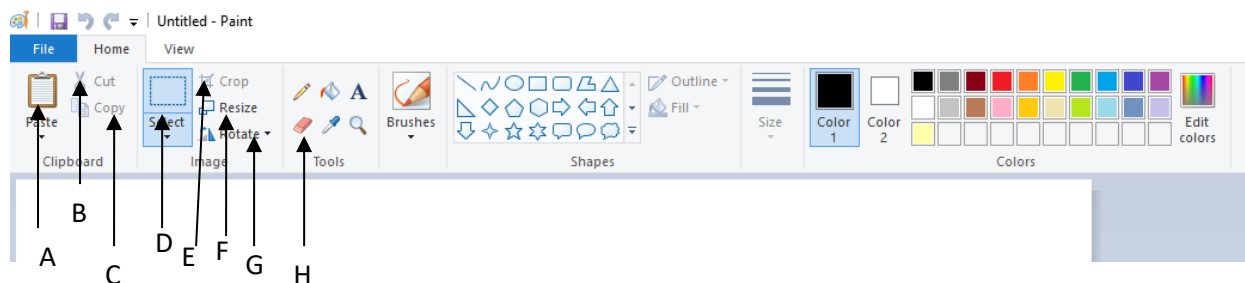 Untitled - Paint
File Home View
Cut Crop Outline
Copy Resize A Fill
Paste Select Rotate Brushes Size Color 1 Color 2 Edit colors
Clipboard Image Tools Shapes Colors
A B C D E F G H